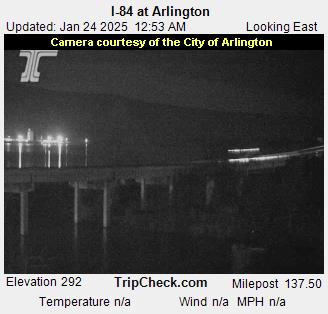 I-84 at Arlington
Updated: Jan 24 2025 12:53 AM Looking East
Camera courtesy of the City of Arlington
Elevation 292 TripCheck.com Milepost 137.50
Temperature n/a Wind n/a MPH n/a